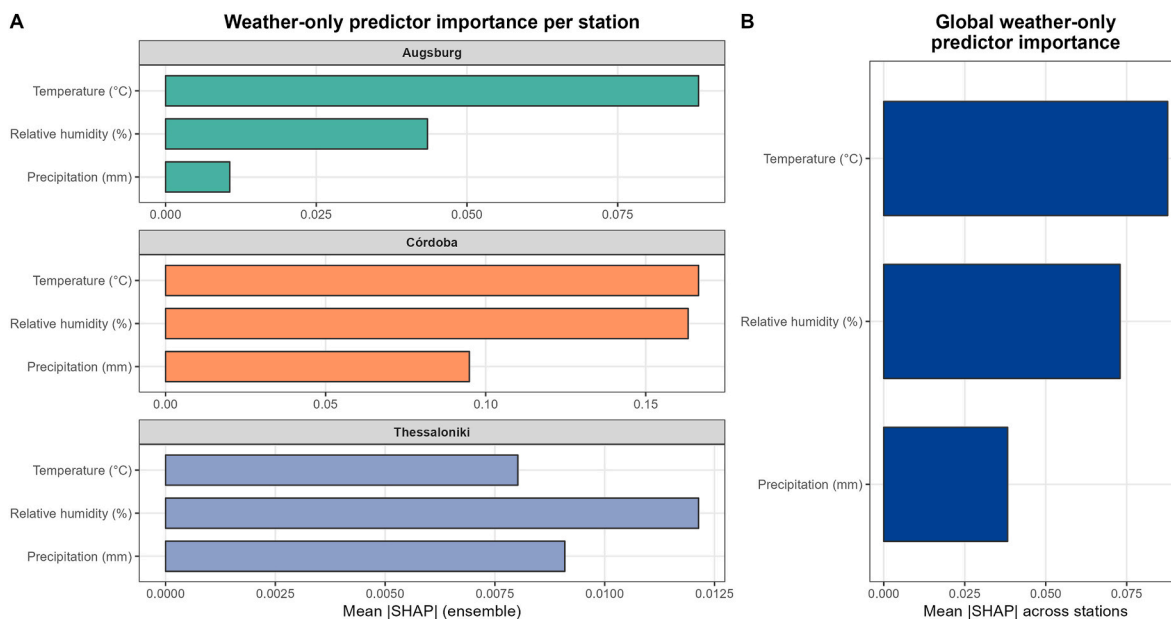 A
Weather-only predictor importance per station
Augsburg
Temperature (°C)
Relative humidity (%)
Precipitation (mm)
0.000 0.025 0.050 0.075
Córdoba
Temperature (°C)
Relative humidity (%)
Precipitation (mm)
0.00 0.05 0.10 0.15
Thessaloniki
Temperature (°C)
Relative humidity (%)
Precipitation (mm)
0.0000 0.0025 0.0050 0.0075 0.0100 0.0125
Mean |SHAP| (ensemble)
B
Global weather-only
predictor importance
Temperature (°C)
Relative humidity (%)
Precipitation (mm)
0.000 0.025 0.050 0.075
Mean |SHAP| across stations